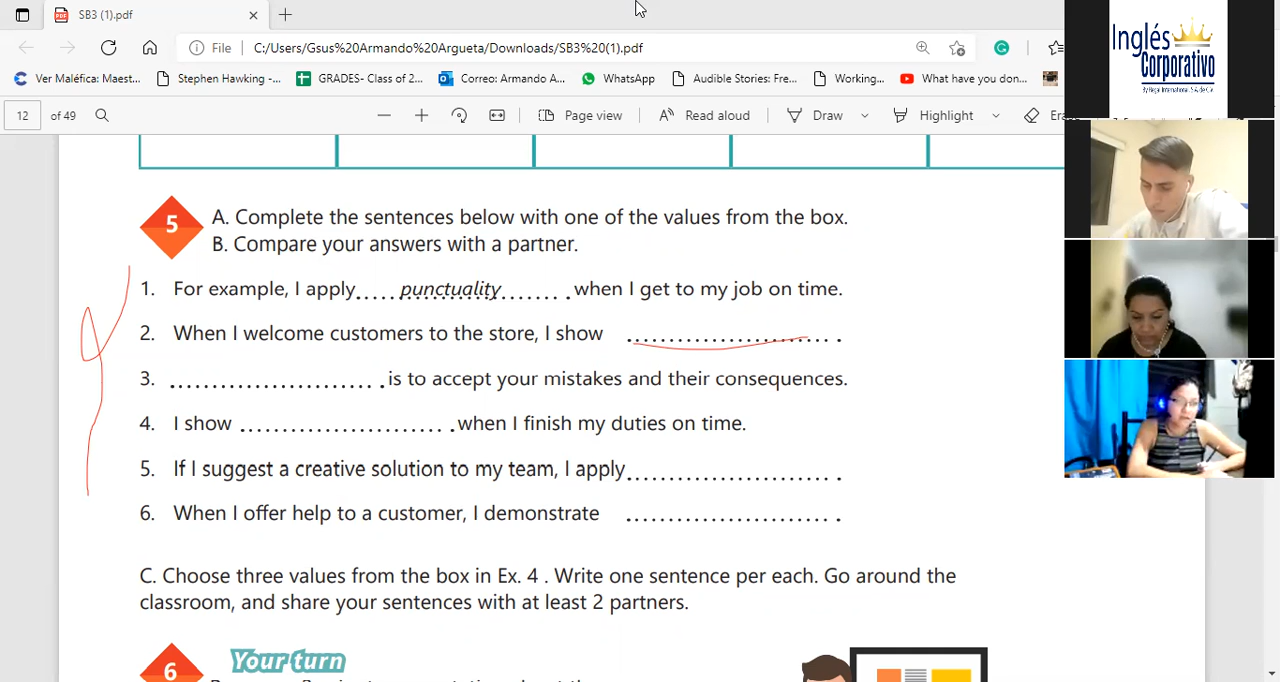 SB3 (1).pdf
File C:/Users/Gsus%20Armando%20Argueta/Downloads/SB3%20(1).pdf
Ver Maléfica: Maest... Stephen Hawking -... GRADES- Class of 2... Correo: Armando A... WhatsApp Audible Stories: Fre... Working... What have you don...
12 of 49 Page view Read aloud Draw Highlight
Inglés
Corporativo
By Regal International, S.A. de C.V.
5 A. Complete the sentences below with one of the values from the box.
B. Compare your answers with a partner.
1. For example, I apply.....punctuality........when I get to my job on time.
2. When I welcome customers to the store, I show .........................
3. .........................is to accept your mistakes and their consequences.
4. I show .........................when I finish my duties on time.
5. If I suggest a creative solution to my team, I apply.........................
6. When I offer help to a customer, I demonstrate .........................
C. Choose three values from the box in Ex. 4 . Write one sentence per each. Go around the
classroom, and share your sentences with at least 2 partners.
6 Your turn